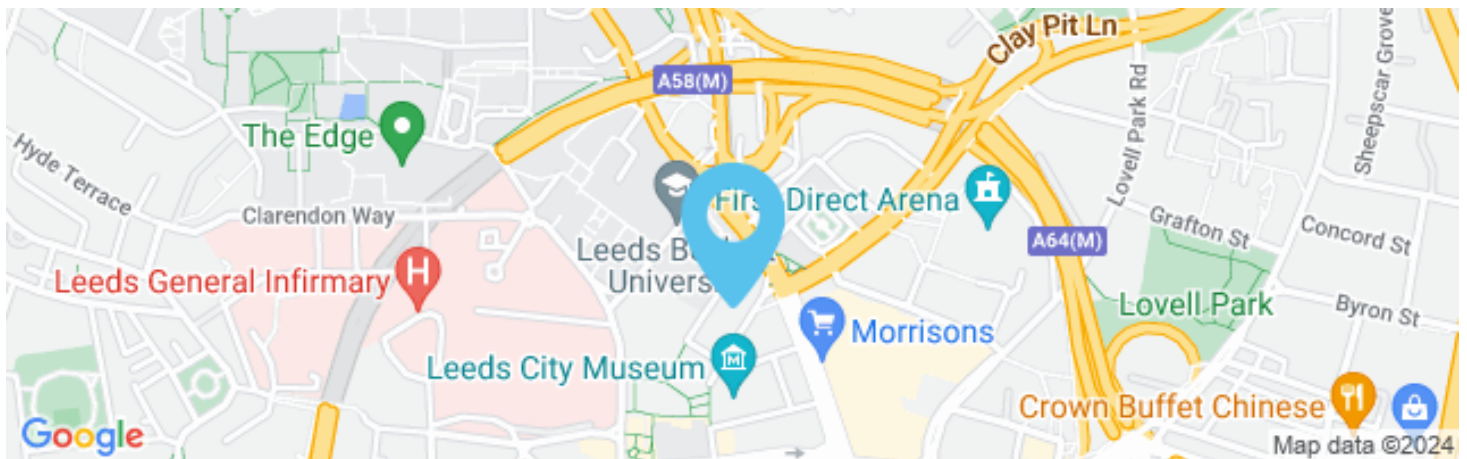 Clay Pit Ln
Sheepscar Grove
A58(M)
Lovell Park Rd
The Edge
Hyde Terrace
Clarendon Way
First Direct Arena
Grafton St
Concord St
A64(M)
Leeds
University
Leeds General Infirmary
H
Lovell Park
Byron St
Morrisons
Leeds City Museum
M
Crown Buffet Chinese
Google
Map data ©2024